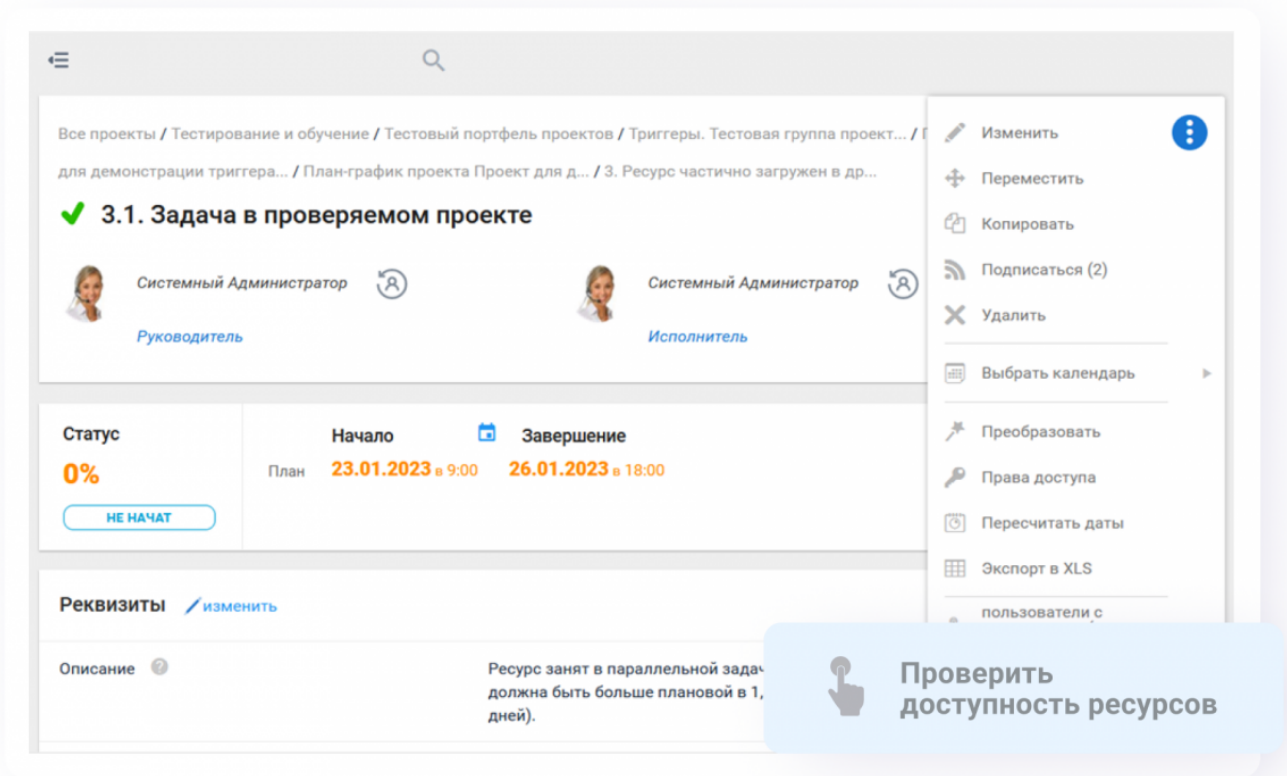 Все проекты / Тестирование и обучение / Тестовый портфель проектов / Триггеры. Тестовая группа проект... /
для демонстрации триггера... / План-график проекта Проект для д... / 3. Ресурс частично загружен в др...
3.1. Задача в проверяемом проекте
Системный Администратор
Руководитель
Системный Администратор
Исполнитель
Статус
0%
НЕ НАЧАТ
Начало
Завершение
План
23.01.2023 в 9:00
26.01.2023 в 18:00
Реквизиты
изменить
Описание
?
Ресурс занят в параллельной
должна быть больше плановой в 1,
дней).
Изменить
Переместить
Копировать
Подписаться (2)
Удалить
Выбрать календарь
Преобразовать
Права доступа
Пересчитать даты
Экспорт в XLS
пользователи с
Проверить
доступность ресурсов